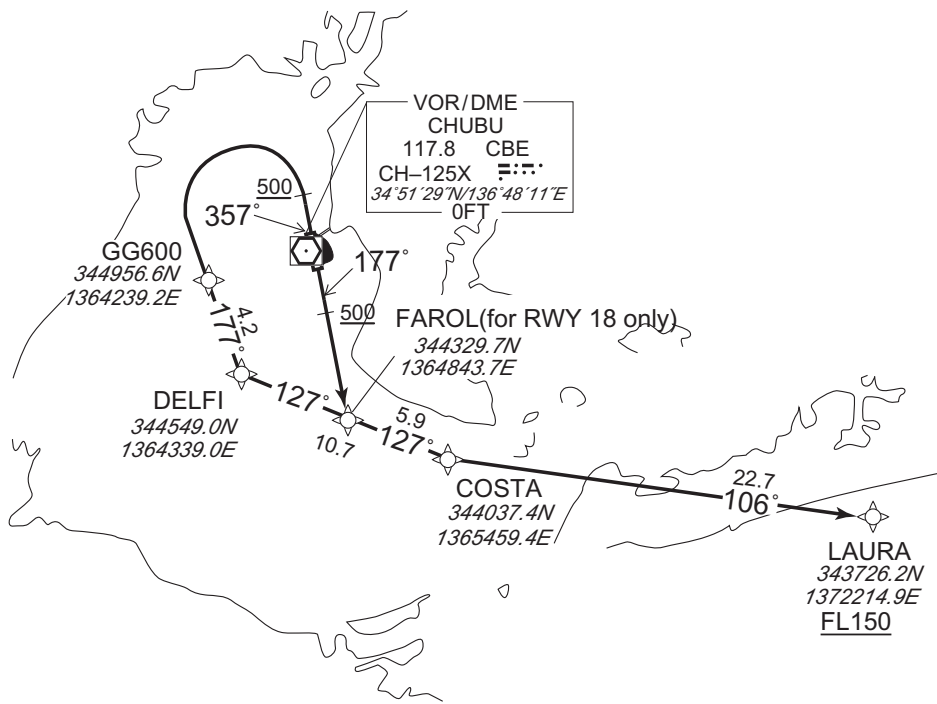 VOR/DME
CHUBU
117.8 CBE
CH–125X
34°51′29″N/136°48′11″E
0FT
500
357°
177°
500
GG600
344956.6N
1364239.2E
4.2
177°
FAROL(for RWY 18 only)
344329.7N
1364843.7E
DELFI
344549.0N
1364339.0E
127°
10.7
5.9
127°
COSTA
344037.4N
1365459.4E
22.7
106°
LAURA
343726.2N
1372214.9E
FL150